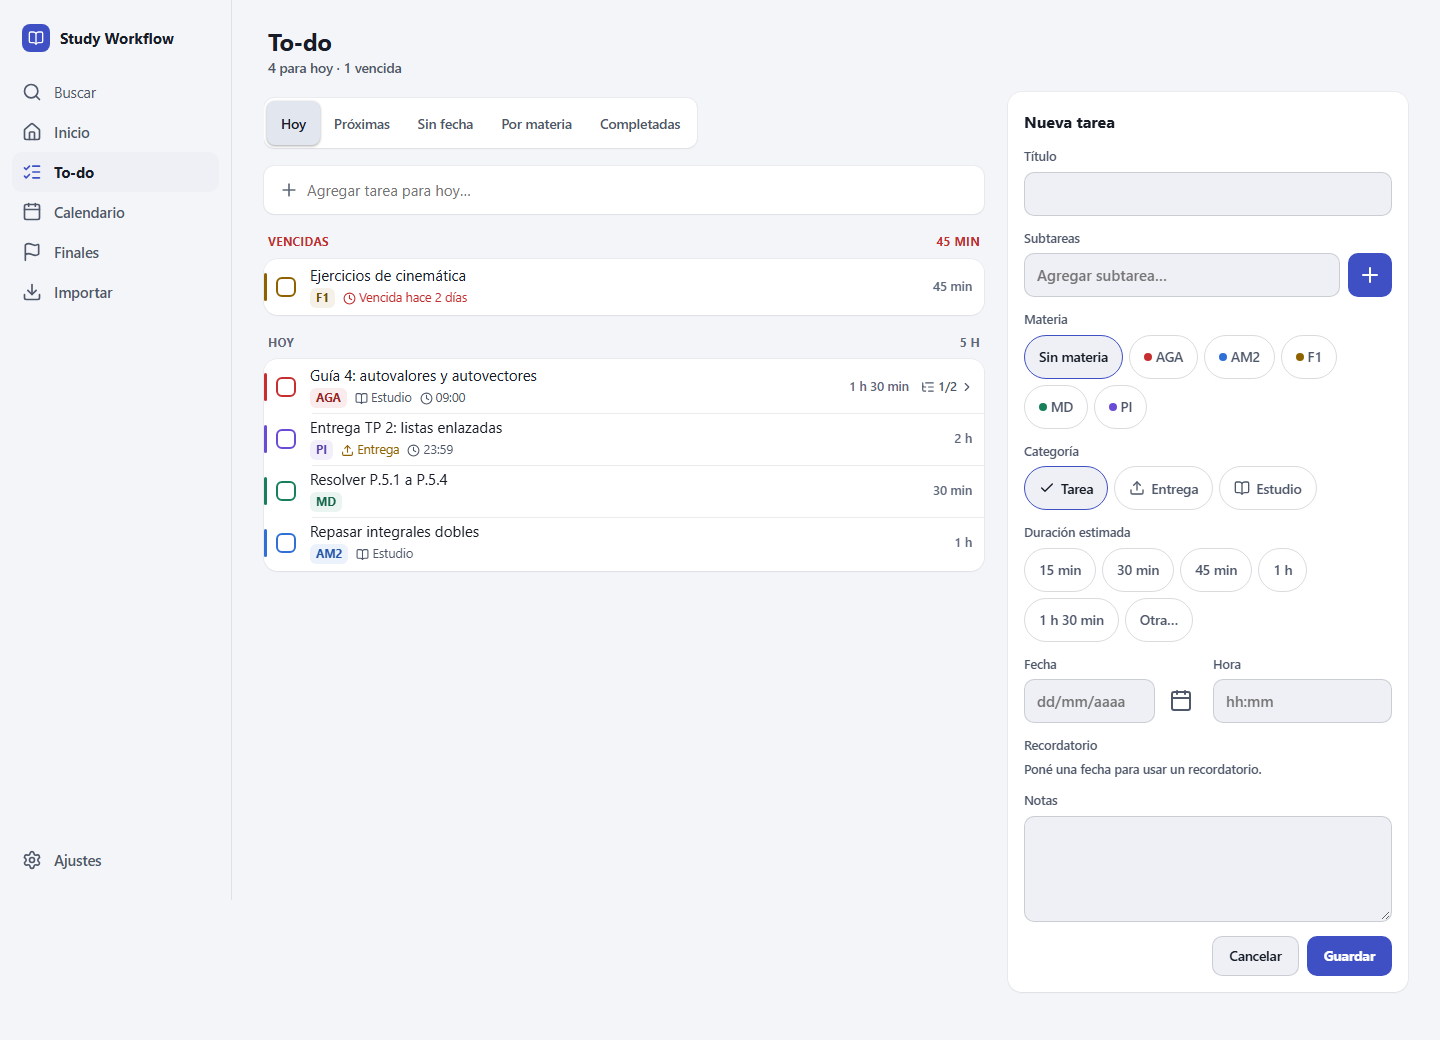 Study Workflow
Buscar
Inicio
To-do
Calendario
Finales
Importar
Ajustes
To-do
4 para hoy · 1 vencida
Hoy Próximas Sin fecha Por materia Completadas
Agregar tarea para hoy...
VENCIDAS 45 MIN
Ejercicios de cinemática
F1 Vencida hace 2 días
45 min
HOY 5 H
Guía 4: autovalores y autovectores
AGA Estudio 09:00
1 h 30 min 1/2
Entrega TP 2: listas enlazadas
PI Entrega 23:59
2 h
Resolver P.5.1 a P.5.4
MD
30 min
Repasar integrales dobles
AM2 Estudio
1 h
Nueva tarea
Título
Subtareas
Agregar subtarea...
Materia
Sin materia AGA AM2 F1
MD PI
Categoría
Tarea Entrega Estudio
Duración estimada
15 min 30 min 45 min 1 h
1 h 30 min Otra...
Fecha Hora
dd/mm/aaaa hh:mm
Recordatorio
Poné una fecha para usar un recordatorio.
Notas
Cancelar Guardar